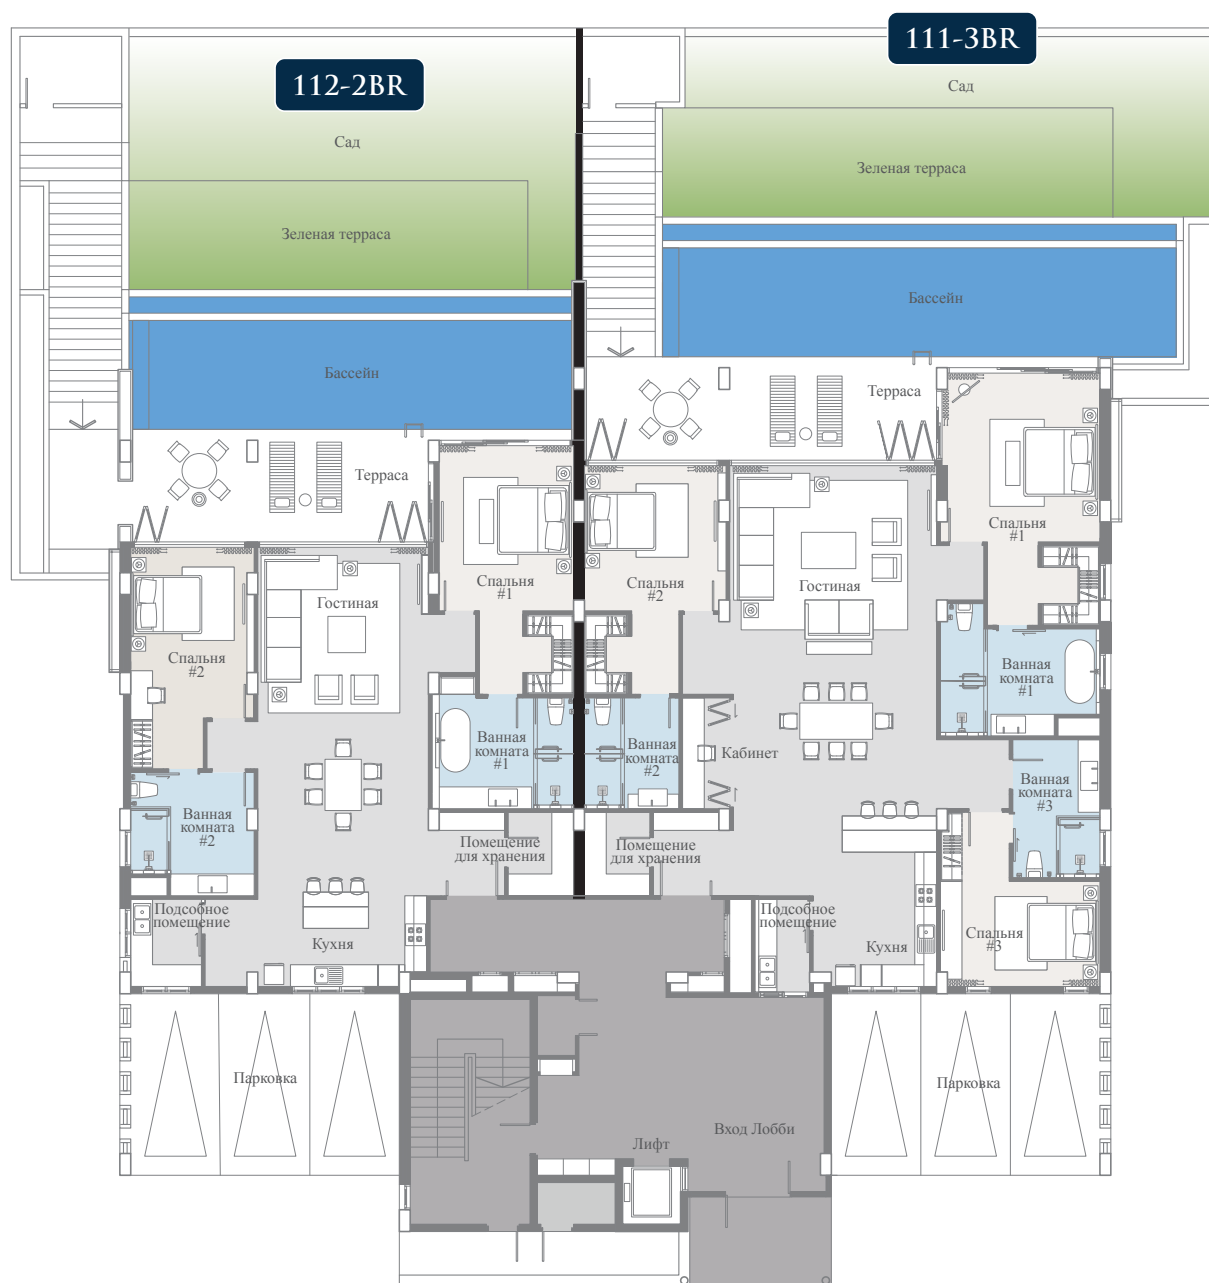 111-3BR
112-2BR
Сад
Сад
Зеленая терраса
Зеленая терраса
Бассейн
Бассейн
Терраса
Терраса
Спальня
#1
Спальня
#1
Спальня
#2
Гостиная
Гостиная
Спальня
#2
Ванная
комната
#1
Ванная
комната
#1
Ванная
комната
#2
Кабинет
Ванная
комната
#3
Ванная
комната
#2
Помещение
для хранения
Помещение
для хранения
Подсобное
помещение
Подсобное
помещение
Кухня
Кухня
Спальня
#3
Парковка
Парковка
Вход Лобби
Лифт